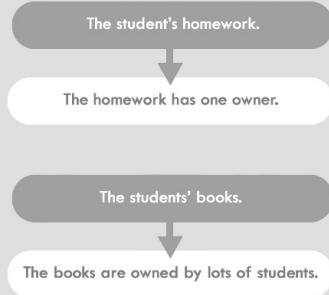 The student’s homework.
The homework has one owner.
The students’ books.
The books are owned by lots of students.